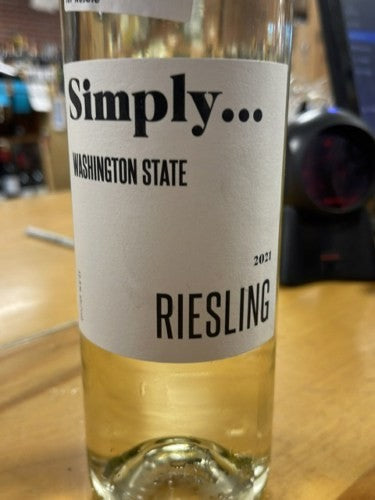 Simply...
WASHINGTON STATE
2021
RIESLING